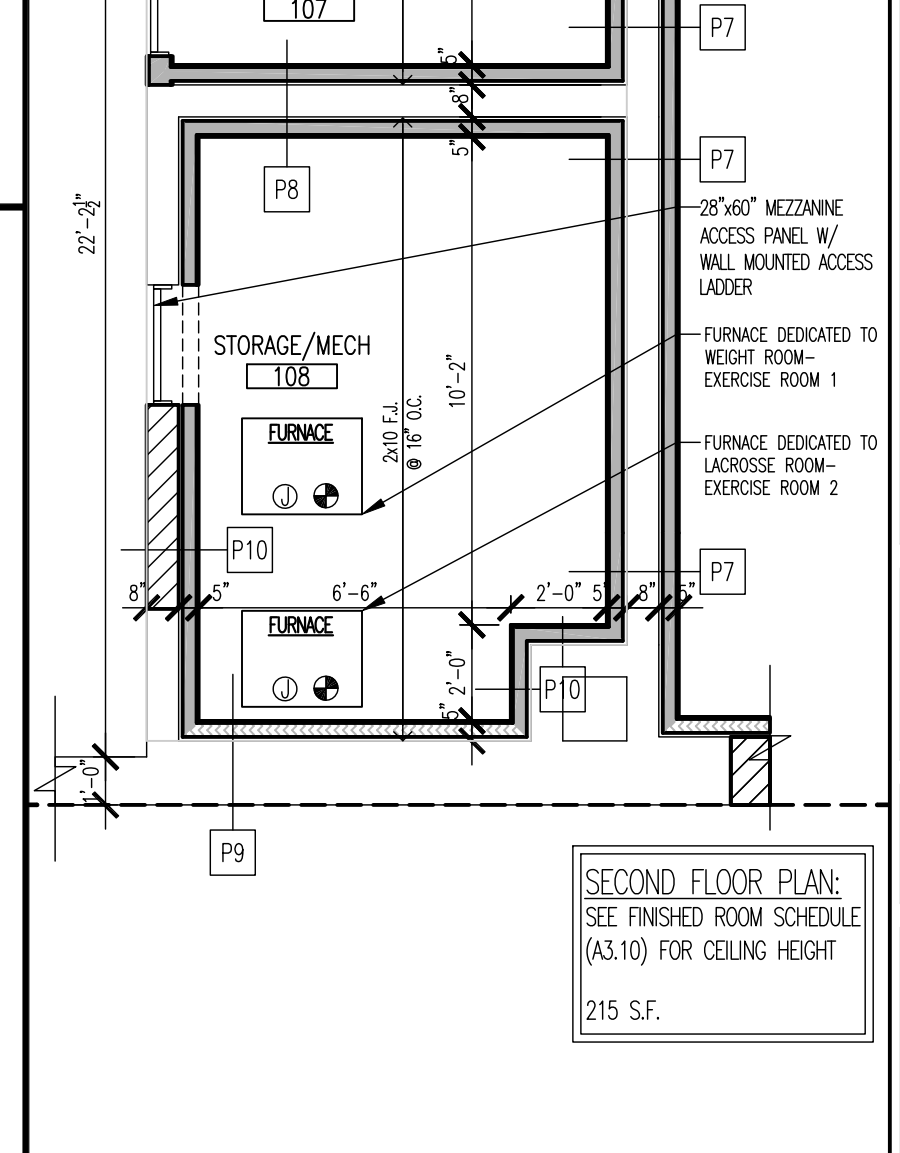 107
P7
5"
8"
5"
P7
P8
22'-2½"
28"x60" MEZZANINE
ACCESS PANEL W/
WALL MOUNTED ACCESS
LADDER
STORAGE/MECH
108
FURNACE DEDICATED TO
WEIGHT ROOM-
EXERCISE ROOM 1
10'-2"
2x10 F.J.
@ 16" O.C.
FURNACE
J
FURNACE DEDICATED TO
LACROSSE ROOM-
EXERCISE ROOM 2
P10
P7
8"
5"
6'-6"
2'-0"
5"
8"
5"
FURNACE
J
2'-0"
5"
P10
1'-0"
P9
SECOND FLOOR PLAN:
SEE FINISHED ROOM SCHEDULE
(A3.10) FOR CEILING HEIGHT
215 S.F.